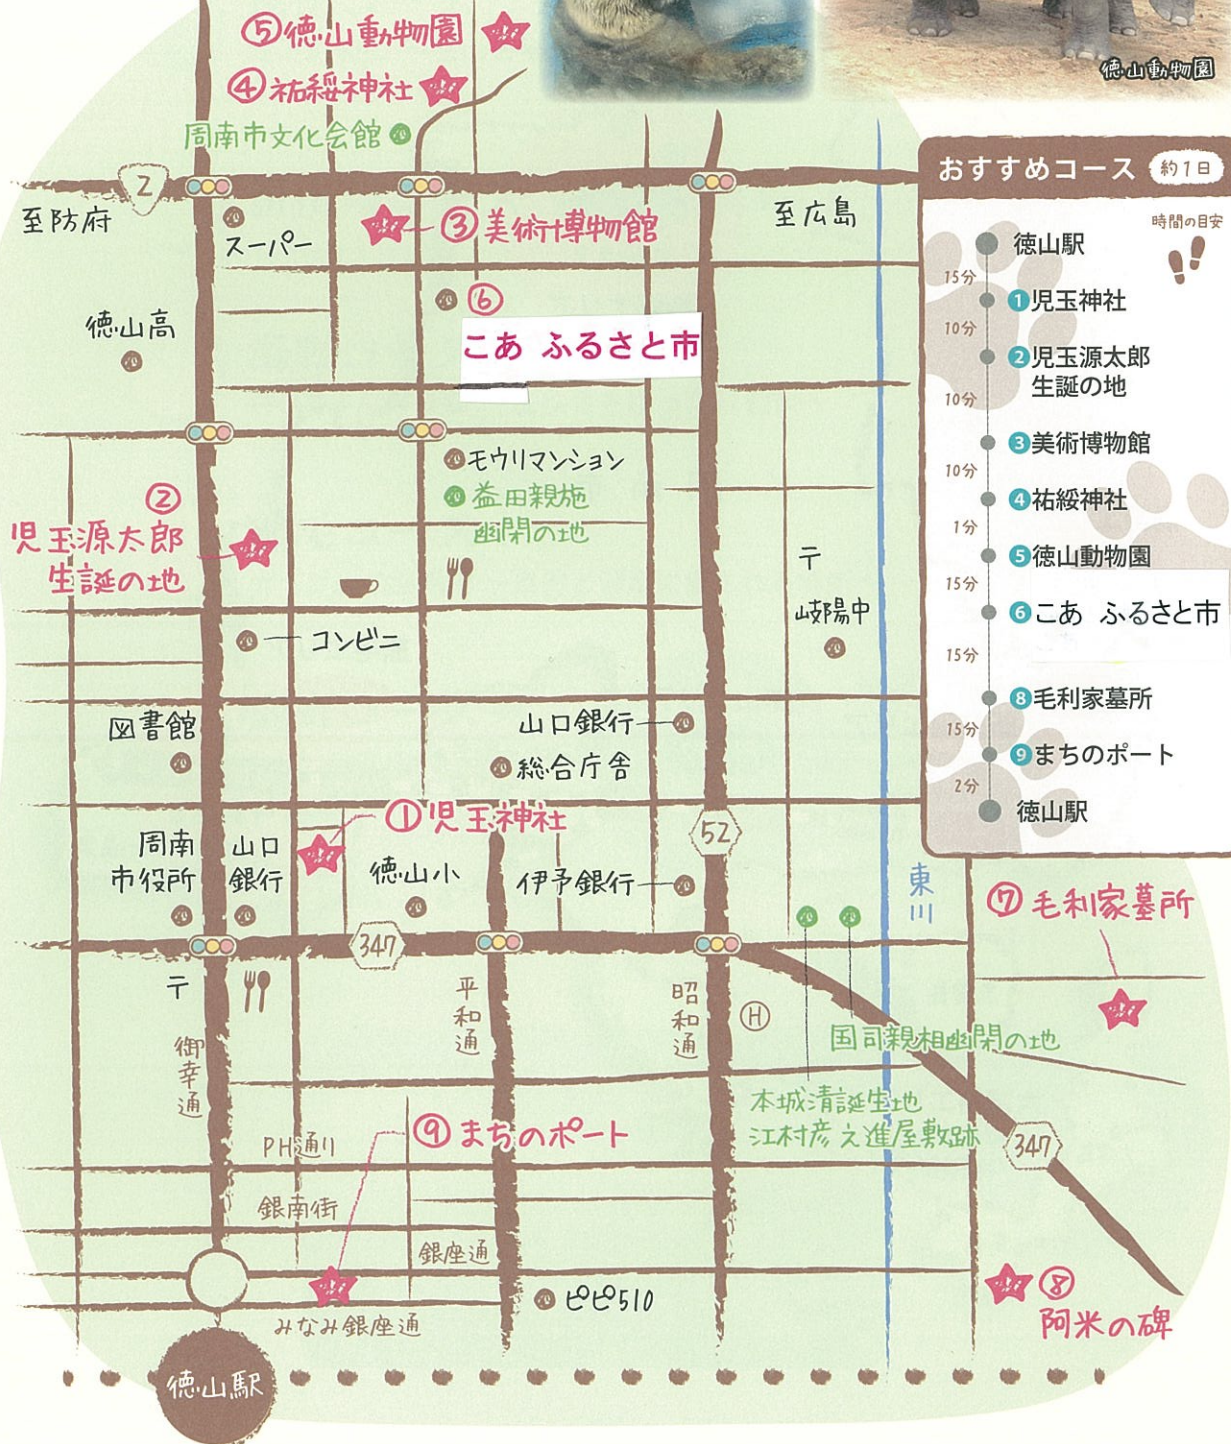 ⑤徳山動物園
④祐綏神社
周南市文化会館
徳山動物園
2
至防府
スーパー
③美術博物館
至広島
徳山高
⑥
こあ ふるさと市
モウリマンション
益田親施
幽閉の地
②
児玉源太郎
生誕の地
〒
岐陽中
コンビニ
図書館
山口銀行
総合庁舎
①児玉神社
52
周南
市役所
山口
銀行
徳山小
伊予銀行
東川
⑦毛利家墓所
347
〒
御幸通
平和通
昭和通
H
国司親相幽閉の地
本城清誕生地
江村彦之進屋敷跡
347
⑨まちのポート
PH通り
銀南街
銀座通
みなみ銀座通
ピピ510
⑧
阿米の碑
徳山駅
おすすめコース 約1日
時間の目安
徳山駅
15分
1児玉神社
10分
2児玉源太郎
生誕の地
10分
3美術博物館
10分
4祐綏神社
1分
5徳山動物園
15分
6こあ ふるさと市
15分
8毛利家墓所
15分
9まちのポート
2分
徳山駅